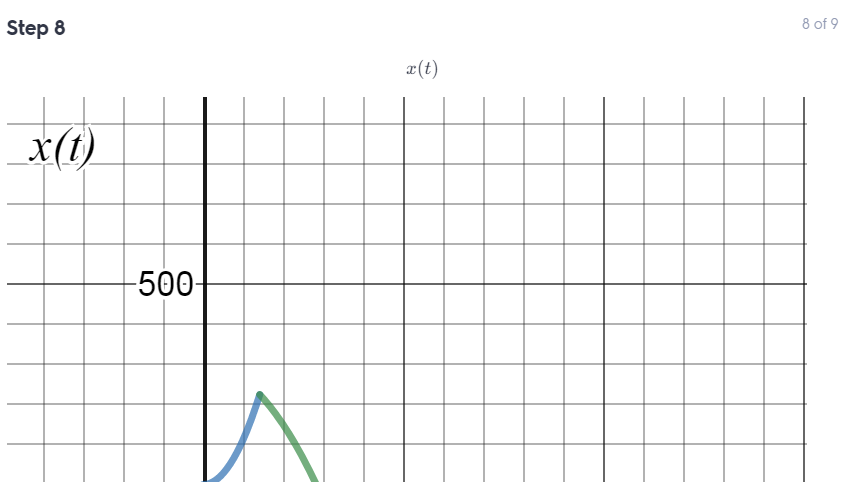 Step 8
8 of 9
x(t)
x(t)
500